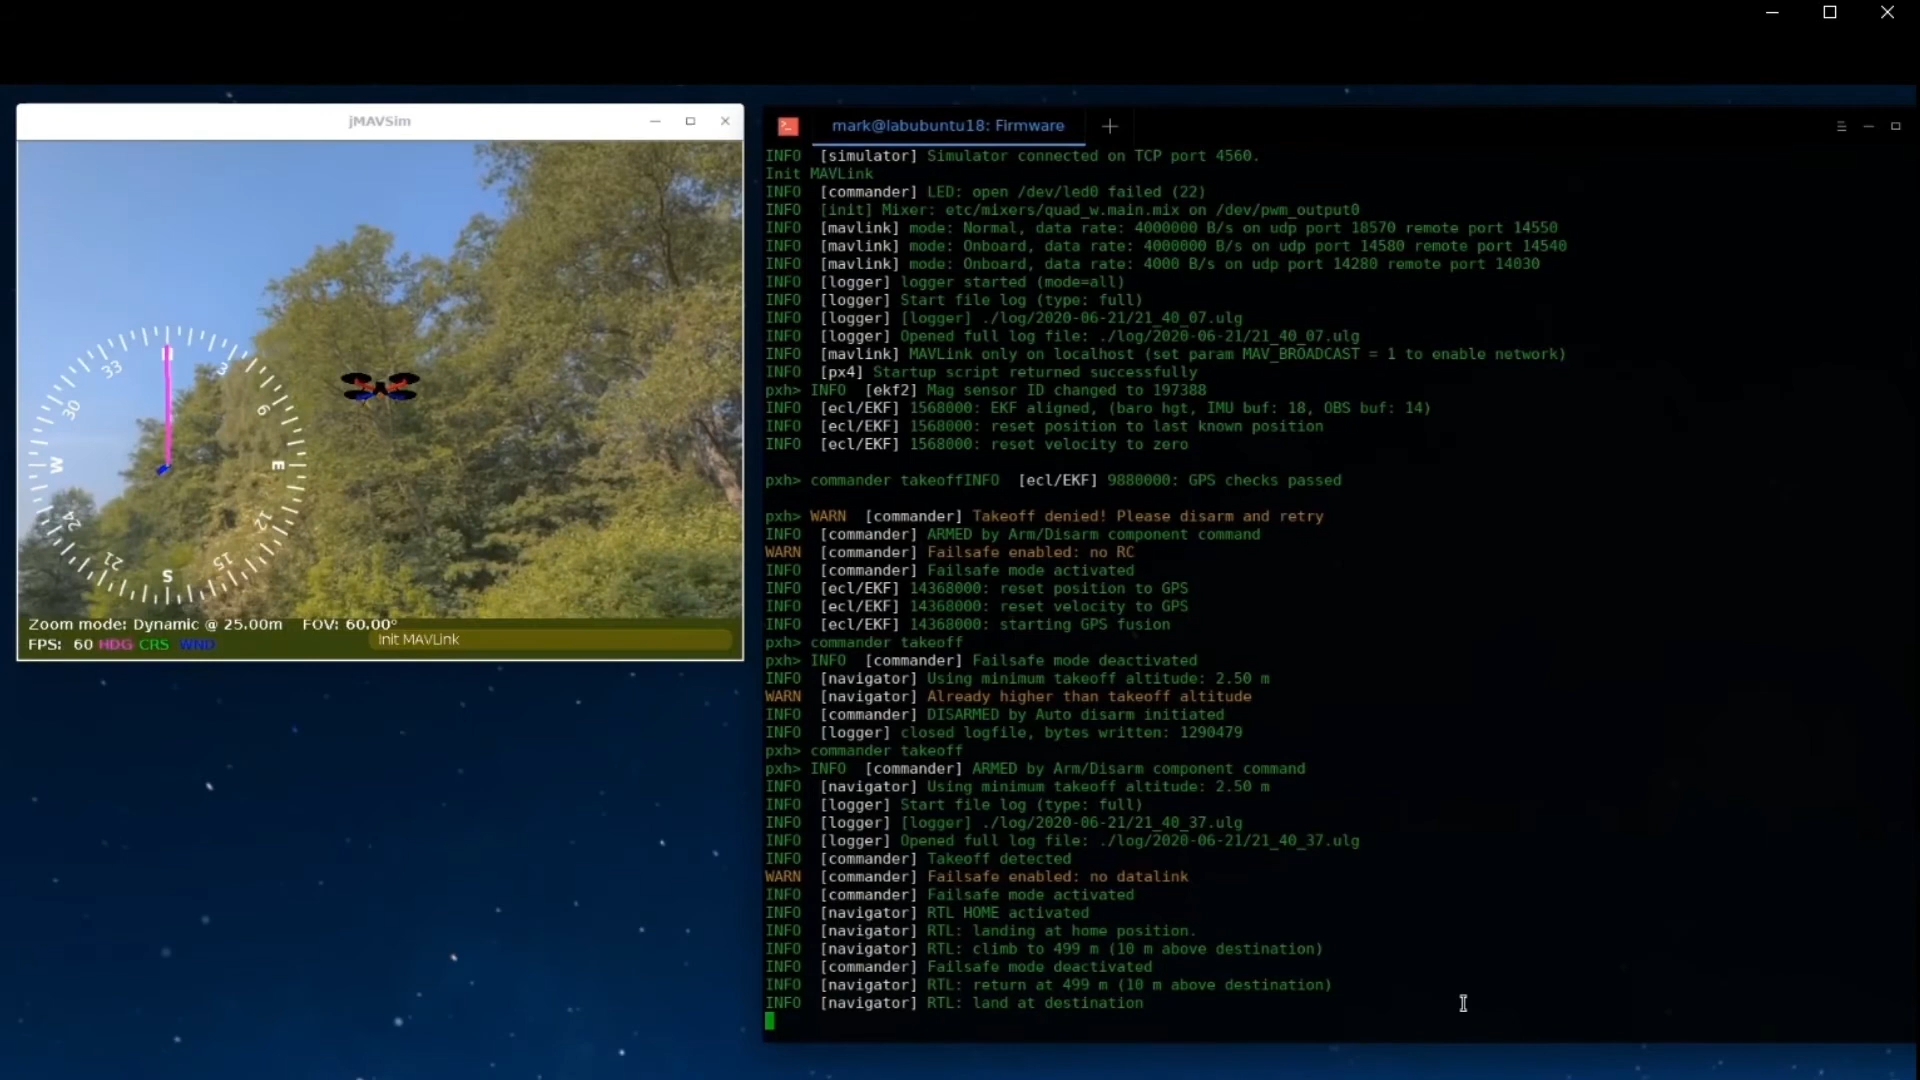 jMAVSim
33
3
30
6
W
E
24
12
21
15
S
Zoom mode: Dynamic @ 25.00m FOV: 60.00°
FPS: 60 HDG CRS WND
Init MAVLink
mark@labubuntu18: Firmware
INFO [simulator] Simulator connected on TCP port 4560.
Init MAVLink
INFO [commander] LED: open /dev/led0 failed (22)
INFO [init] Mixer: etc/mixers/quad_w.main.mix on /dev/pwm_output0
INFO [mavlink] mode: Normal, data rate: 4000000 B/s on udp port 18570 remote port 14550
INFO [mavlink] mode: Onboard, data rate: 4000000 B/s on udp port 14580 remote port 14540
INFO [mavlink] mode: Onboard, data rate: 4000 B/s on udp port 14280 remote port 14030
INFO [logger] logger started (mode=all)
INFO [logger] Start file log (type: full)
INFO [logger] [logger] ./log/2020-06-21/21_40_07.ulg
INFO [logger] Opened full log file: ./log/2020-06-21/21_40_07.ulg
INFO [mavlink] MAVLink only on localhost (set param MAV_BROADCAST = 1 to enable network)
INFO [px4] Startup script returned successfully
pxh> INFO [ekf2] Mag sensor ID changed to 197388
INFO [ecl/EKF] 1568000: EKF aligned, (baro hgt, IMU buf: 18, OBS buf: 14)
INFO [ecl/EKF] 1568000: reset position to last known position
INFO [ecl/EKF] 1568000: reset velocity to zero
pxh> commander takeoffINFO [ecl/EKF] 9880000: GPS checks passed
pxh> WARN [commander] Takeoff denied! Please disarm and retry
INFO [commander] ARMED by Arm/Disarm component command
WARN [commander] Failsafe enabled: no RC
INFO [commander] Failsafe mode activated
INFO [ecl/EKF] 14368000: reset position to GPS
INFO [ecl/EKF] 14368000: reset velocity to GPS
INFO [ecl/EKF] 14368000: starting GPS fusion
pxh> commander takeoff
pxh> INFO [commander] Failsafe mode deactivated
INFO [navigator] Using minimum takeoff altitude: 2.50 m
WARN [navigator] Already higher than takeoff altitude
INFO [commander] DISARMED by Auto disarm initiated
INFO [logger] closed logfile, bytes written: 1290479
pxh> commander takeoff
pxh> INFO [commander] ARMED by Arm/Disarm component command
INFO [navigator] Using minimum takeoff altitude: 2.50 m
INFO [logger] Start file log (type: full)
INFO [logger] [logger] ./log/2020-06-21/21_40_37.ulg
INFO [logger] Opened full log file: ./log/2020-06-21/21_40_37.ulg
INFO [commander] Takeoff detected
WARN [commander] Failsafe enabled: no datalink
INFO [commander] Failsafe mode activated
INFO [navigator] RTL HOME activated
INFO [navigator] RTL: landing at home position.
INFO [navigator] RTL: climb to 499 m (10 m above destination)
INFO [commander] Failsafe mode deactivated
INFO [navigator] RTL: return at 499 m (10 m above destination)
INFO [navigator] RTL: land at destination